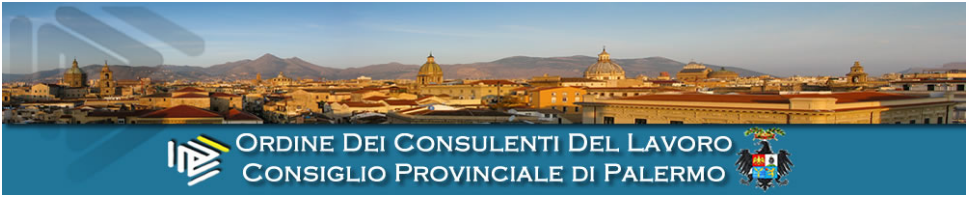 ORDINE DEI CONSULENTI DEL LAVORO
CONSIGLIO PROVINCIALE DI PALERMO